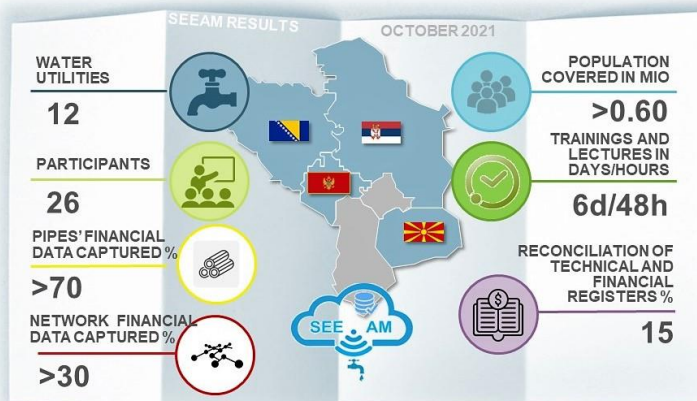 SEEAM RESULTS
OCTOBER 2021
WATER
UTILITIES
12
PARTICIPANTS
26
PIPES' FINANCIAL
DATA CAPTURED %
>70
NETWORK FINANCIAL
DATA CAPTURED %
>30
POPULATION
COVERED IN MIO
>0.60
TRAININGS AND
LECTURES IN
DAYS/HOURS
6d/48h
RECONCILIATION OF
TECHNICAL AND
FINANCIAL
REGISTERS %
15
SEE AM